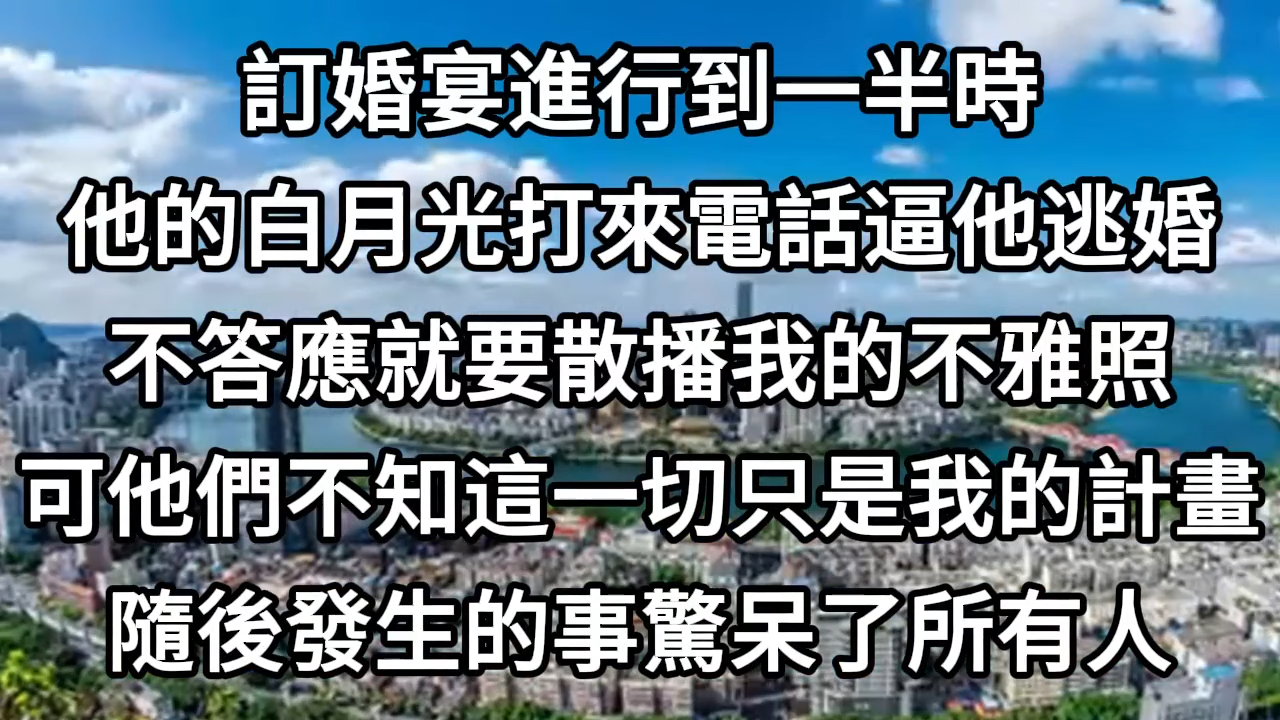 訂婚宴進行到一半時
他的白月光打來電話逼他逃婚
不答應就要散播我的不雅照
可他們不知這一切只是我的計畫
隨後發生的事驚呆了所有人